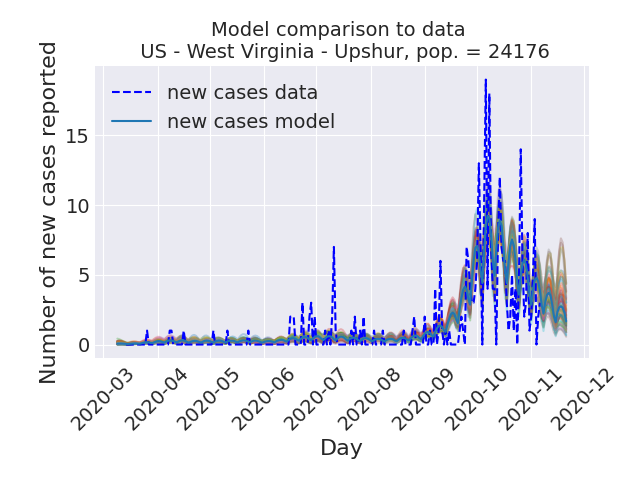 Model comparison to data
US - West Virginia - Upshur, pop. = 24176
Number of new cases reported
15
10
5
0
new cases data
new cases model
2020-03
2020-04
2020-05
2020-06
2020-07
2020-08
2020-09
2020-10
2020-11
2020-12
Day